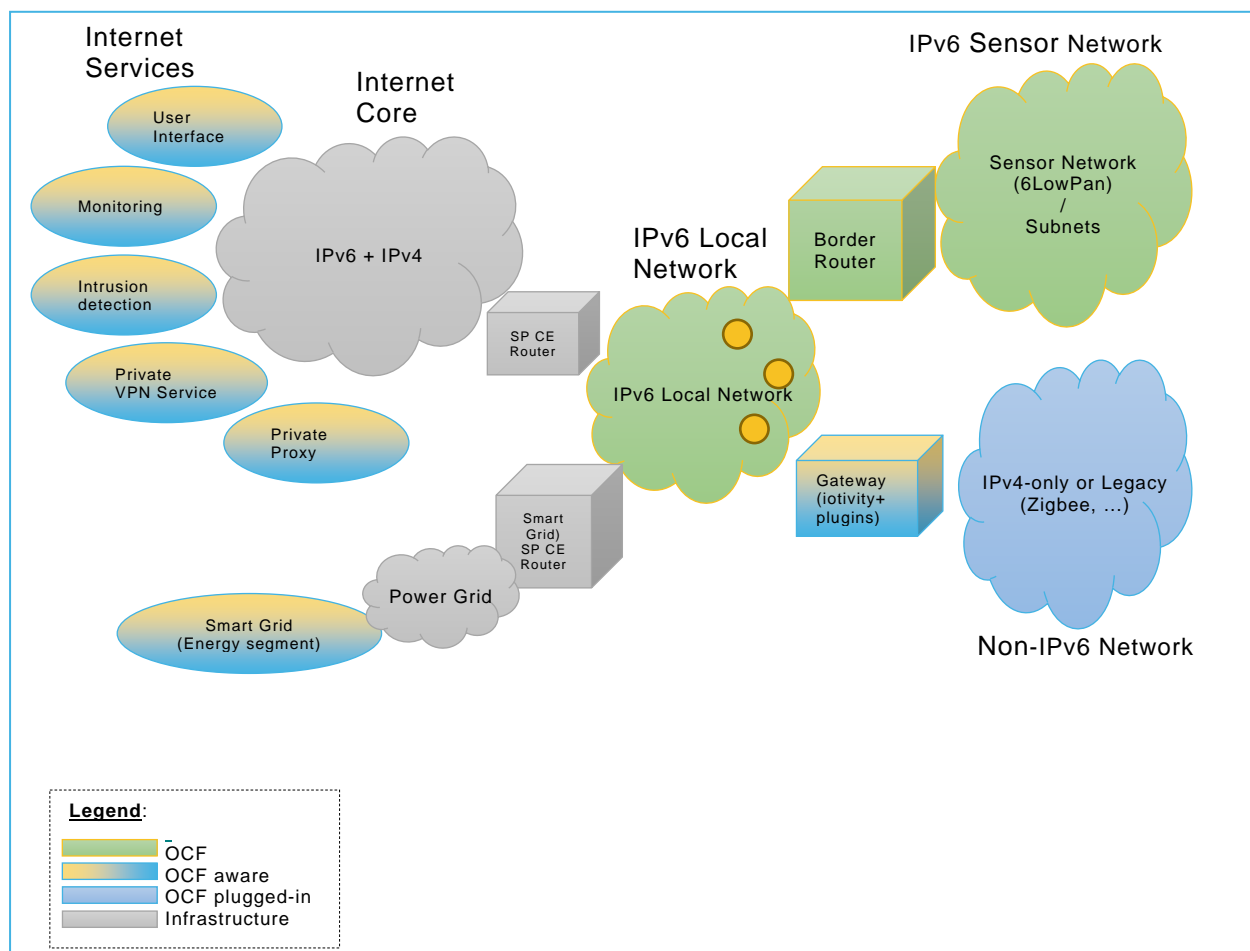 Internet
Services
Internet
Core
IPv6 Sensor Network
User
Interface
Monitoring
Intrusion
detection
Private
VPN Service
Private
Proxy
IPv6 + IPv4
SP CE
Router
IPv6 Local
Network
IPv6 Local Network
Border
Router
Sensor Network
(6LowPan)
/
Subnets
Gateway
(iotivity+
plugins)
IPv4-only or Legacy
(Zigbee, …)
Non-IPv6 Network
Smart
Grid)
SP CE
Router
Power Grid
Smart Grid
(Energy segment)
Legend:
OCF
OCF aware
OCF plugged-in
Infrastructure